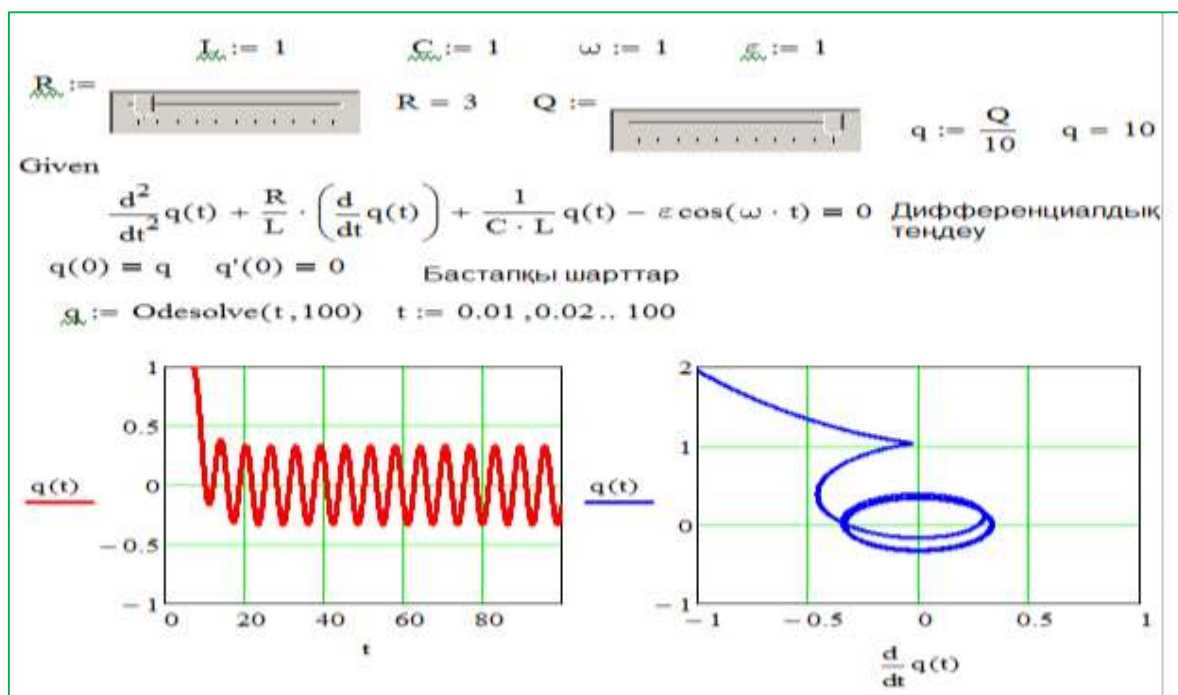 L := 1 C := 1 ω := 1 ε := 1
R := R = 3 Q := q := Q/10 q = 10
Given
d²/dt² q(t) + R/L · (d/dt q(t)) + 1/(C · L) q(t) − ε cos(ω · t) = 0 Дифференциалдық
теңдеу
q(0) = q q'(0) = 0 Бастапқы шарттар
q := Odesolve(t,100) t := 0.01,0.02.. 100
1
0.5
q(t) 0
−0.5
−1
0 20 40 60 80
t
2
1
q(t) 0
−1
−1 −0.5 0 0.5 1
d/dt q(t)